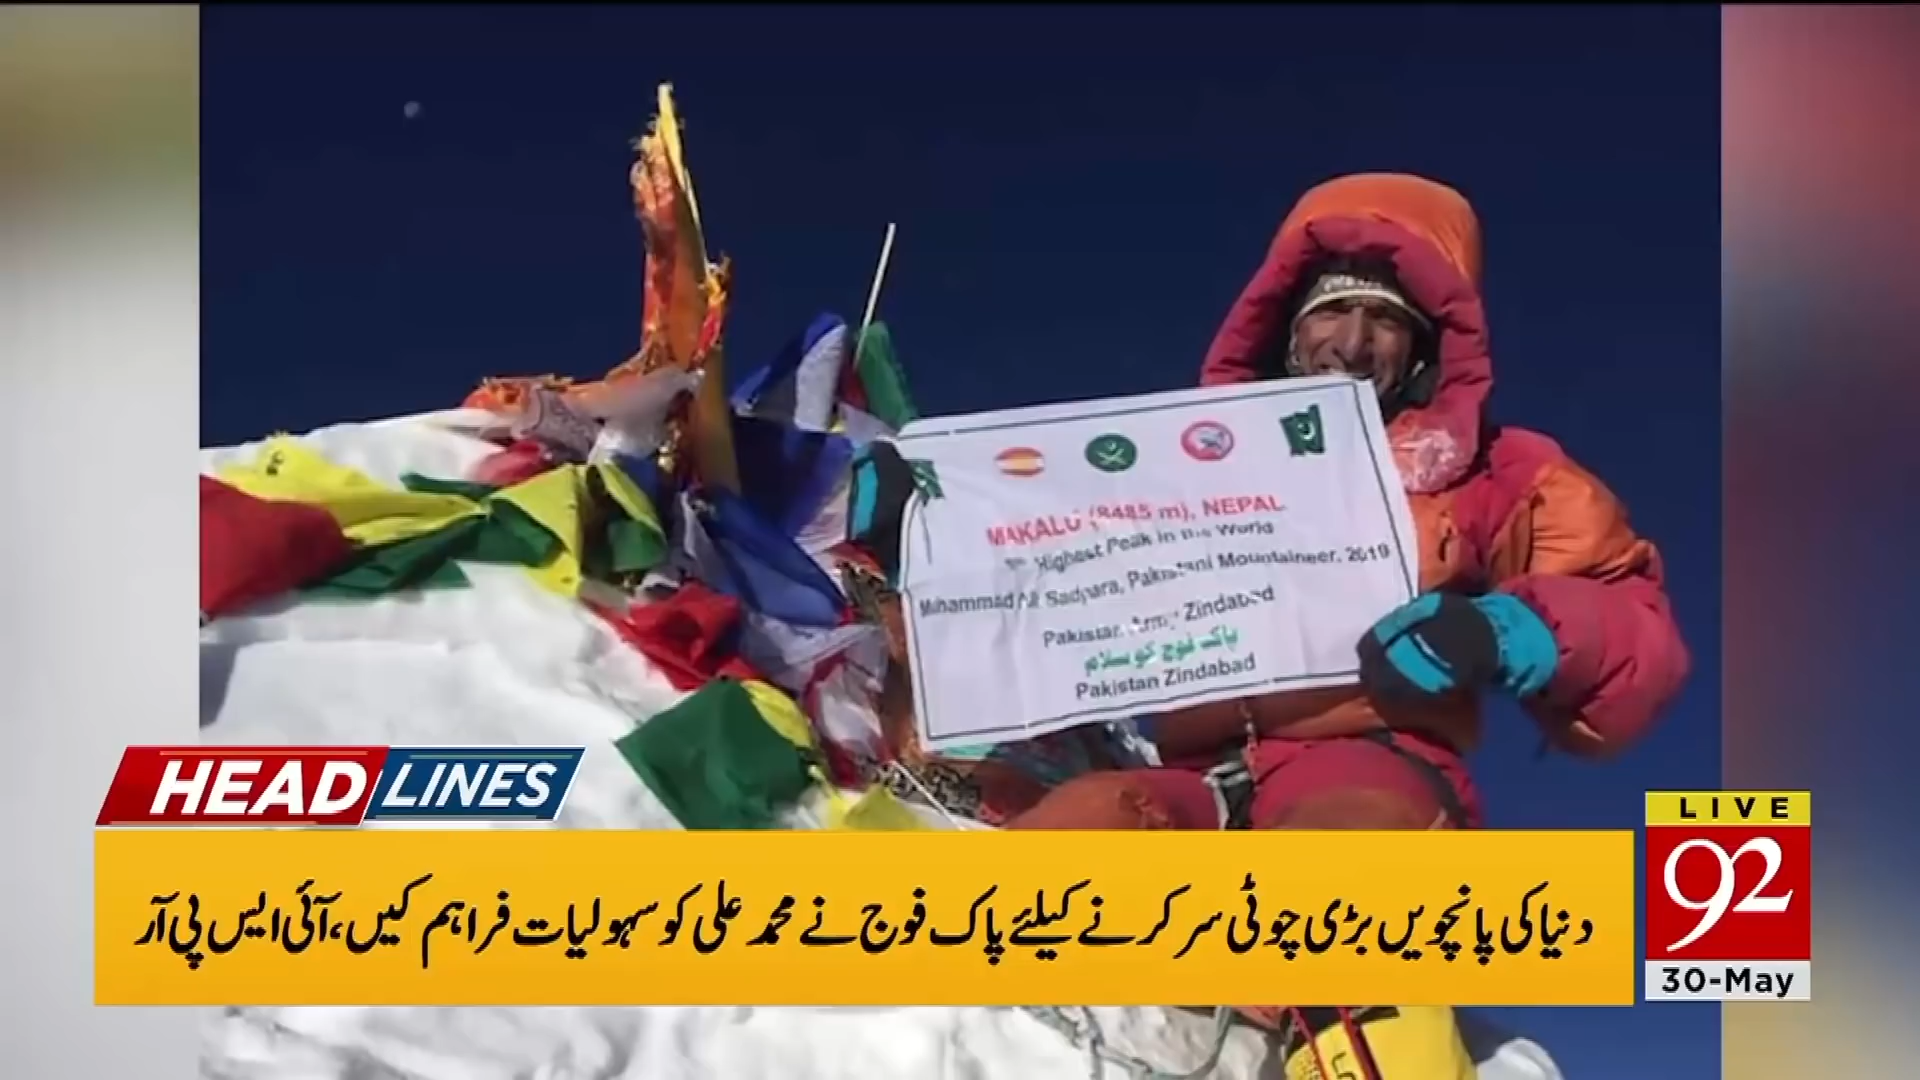 MAKALU (8485 m), NEPAL
5th Highest Peak in the World
Muhammad Ali Sadpara, Pakistani Mountaineer, 2019
Pakistan Army Zindabad
پاک فوج کو سلام
Pakistan Zindabad
HEADLINES
دنیا کی پانچویں بڑی چوٹی سر کرنے کیلئے پاک فوج نے محمد علی کو سہولیات فراہم کیں، آئی ایس پی آر
LIVE
92
30-May